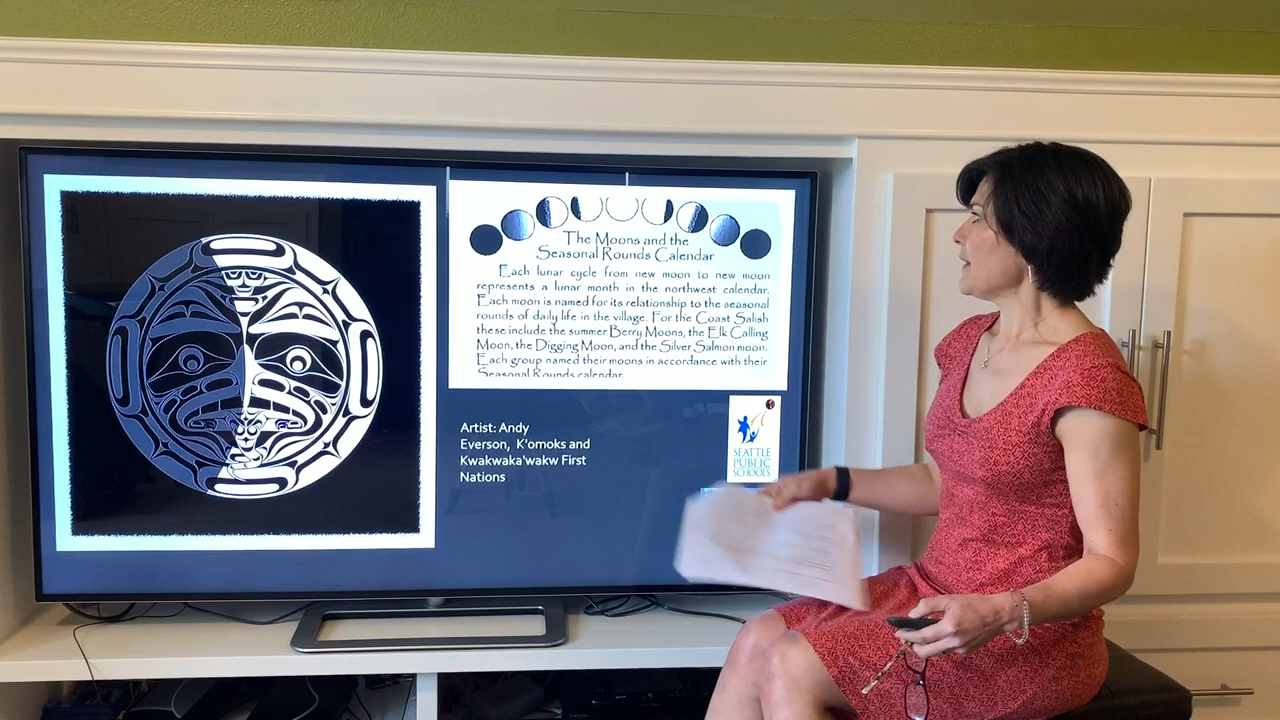 The Moons and the
Seasonal Rounds Calendar
Each lunar cycle from new moon to new moon
represents a lunar month in the northwest calendar.
Each moon is named for its relationship to the seasonal
rounds of daily life in the village. For the Coast Salish
these include the summer Berry Moons, the Elk Calling
Moon, the Digging Moon, and the Silver Salmon moon.
Each group named their moons in accordance with their
Seasonal Rounds calendar.
Artist: Andy
Everson, K'omoks and
Kwakwaka'wakw First
Nations
SEATTLE
PUBLIC
SCHOOLS